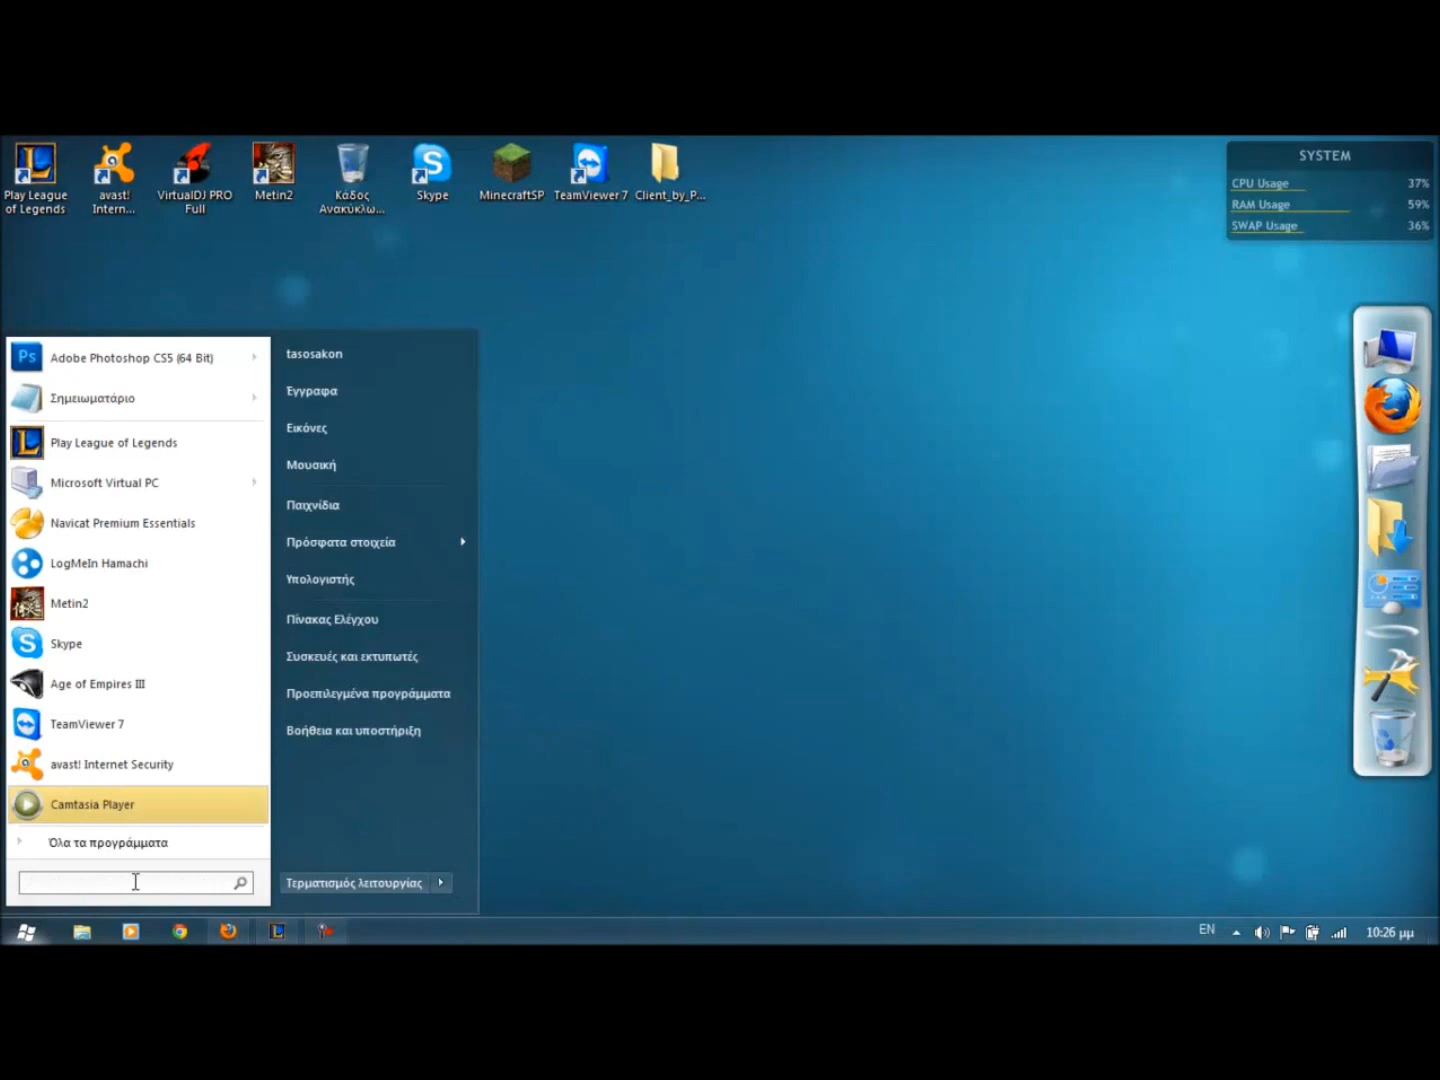 Play League
of Legends
avast!
Intern...
VirtualDJ PRO
Full
Metin2
Κάδος
Ανακύκλω...
Skype
MinecraftSP
TeamViewer 7
Client_by_P...
SYSTEM
CPU Usage 37%
RAM Usage 59%
SWAP Usage 36%
Adobe Photoshop CS5 (64 Bit)
Σημειωματάριο
Play League of Legends
Microsoft Virtual PC
Navicat Premium Essentials
LogMeIn Hamachi
Metin2
Skype
Age of Empires III
TeamViewer 7
avast! Internet Security
Camtasia Player
Όλα τα προγράμματα
tasosakon
Έγγραφα
Εικόνες
Μουσική
Παιχνίδια
Πρόσφατα στοιχεία
Υπολογιστής
Πίνακας Ελέγχου
Συσκευές και εκτυπωτές
Προεπιλεγμένα προγράμματα
Βοήθεια και υποστήριξη
Τερματισμός λειτουργίας
EN
10:26 μμ